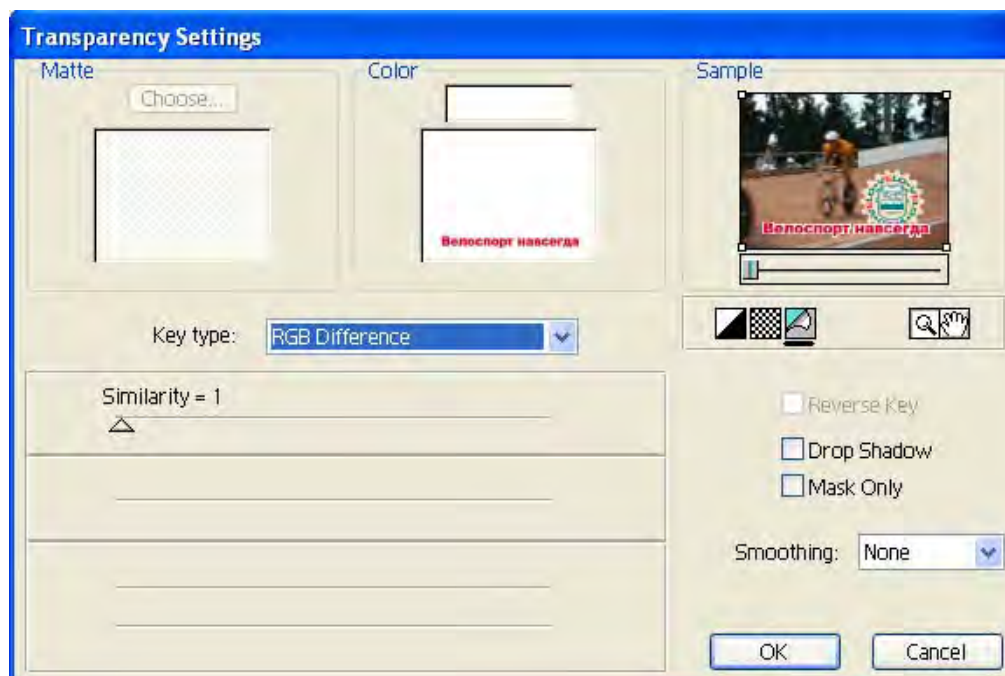 Transparency Settings
Matte
Color
Sample
Choose...
Велоспорт навсегда
Велоспорт навсегда
Key type:
RGB Difference
Similarity = 1
Reverse Key
Drop Shadow
Mask Only
Smoothing:
None
OK
Cancel